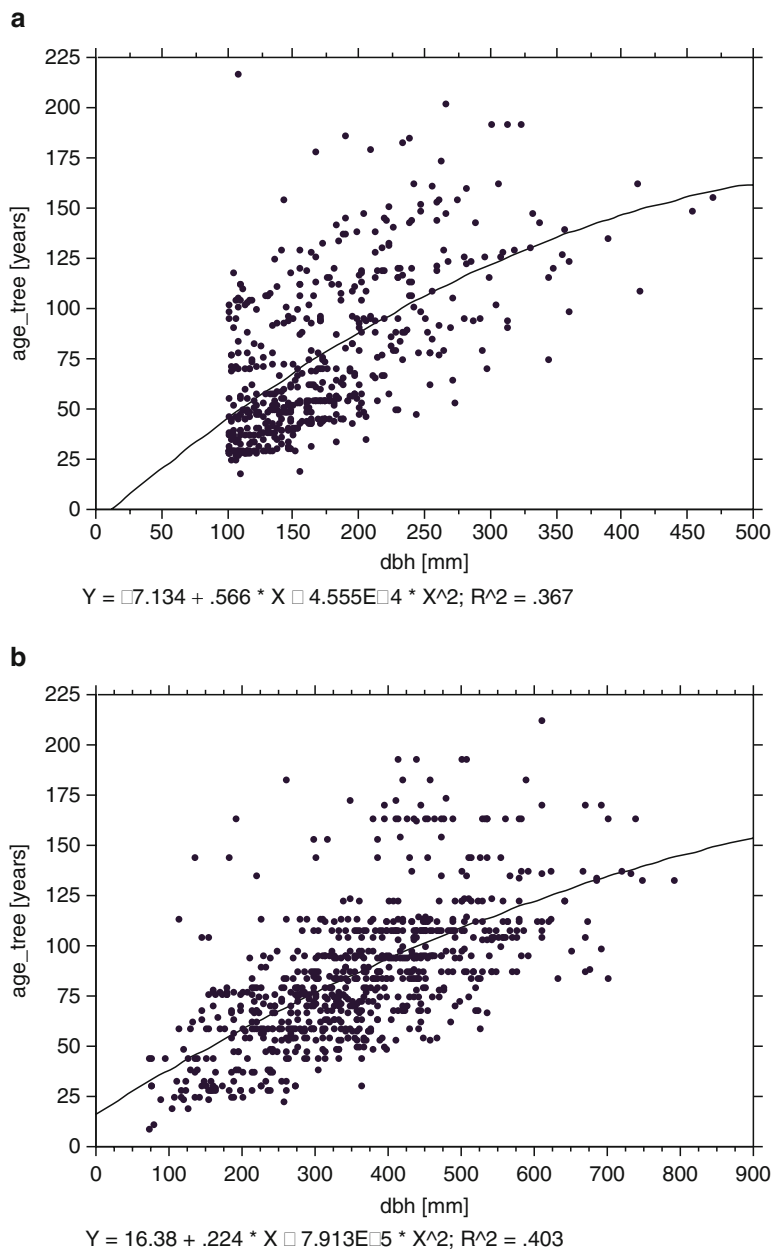 a
225
200
175
150
125
100
75
50
25
0
age_tree [years]
0 50 100 150 200 250 300 350 400 450 500
dbh [mm]
Y = □7.134 + .566 * X □ 4.555E□4 * X^2; R^2 = .367
b
225
200
175
150
125
100
75
50
25
0
age_tree [years]
0 100 200 300 400 500 600 700 800 900
dbh [mm]
Y = 16.38 + .224 * X □ 7.913E□5 * X^2; R^2 = .403